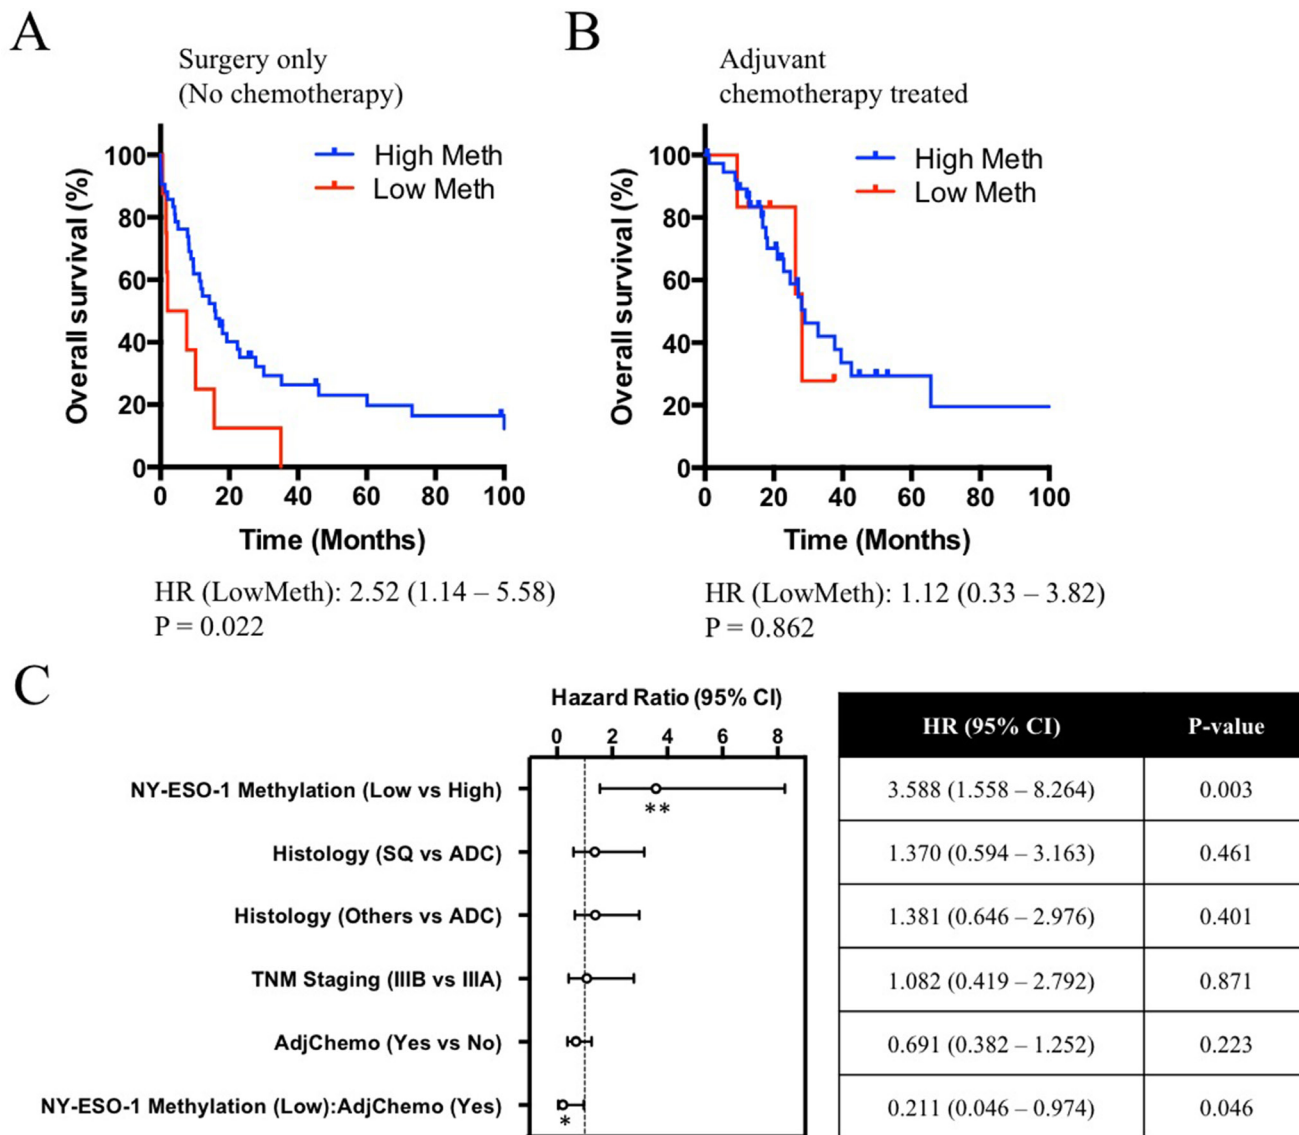 A
Surgery only
(No chemotherapy)
High Meth
Low Meth
Overall survival (%)
100
80
60
40
20
0
0 20 40 60 80 100
Time (Months)
HR (LowMeth): 2.52 (1.14 – 5.58)
P = 0.022
B
Adjuvant
chemotherapy treated
High Meth
Low Meth
Overall survival (%)
100
80
60
40
20
0
0 20 40 60 80 100
Time (Months)
HR (LowMeth): 1.12 (0.33 – 3.82)
P = 0.862
C
Hazard Ratio (95% CI)
0 2 4 6 8
HR (95% CI) P-value
NY-ESO-1 Methylation (Low vs High) 3.588 (1.558 – 8.264) 0.003
**
Histology (SQ vs ADC) 1.370 (0.594 – 3.163) 0.461
Histology (Others vs ADC) 1.381 (0.646 – 2.976) 0.401
TNM Staging (IIIB vs IIIA) 1.082 (0.419 – 2.792) 0.871
AdjChemo (Yes vs No) 0.691 (0.382 – 1.252) 0.223
NY-ESO-1 Methylation (Low):AdjChemo (Yes) 0.211 (0.046 – 0.974) 0.046
*